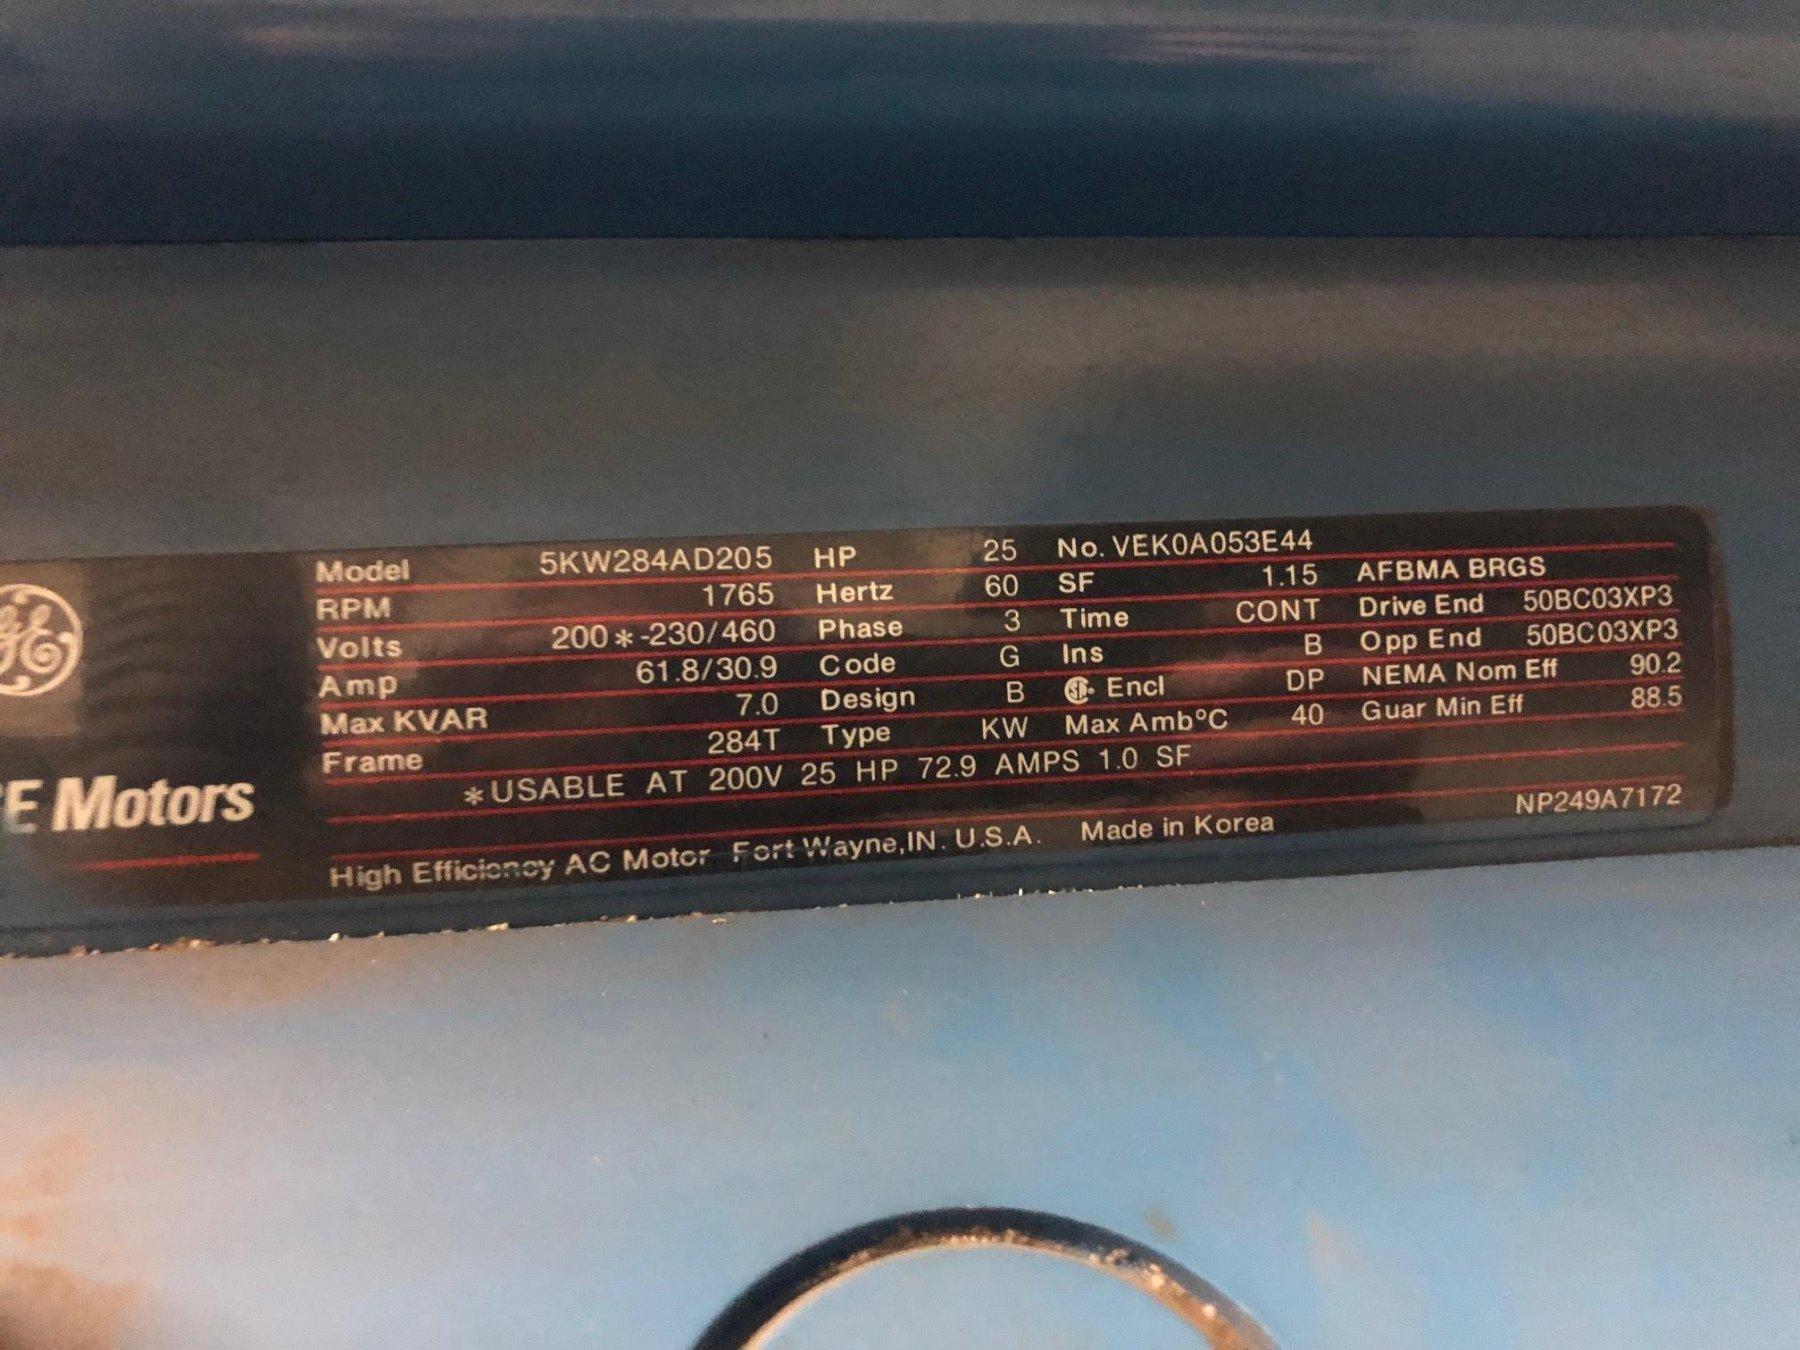 Model 5KW284AD205 HP 25 No. VEK0A053E44
RPM 1765 Hertz 60 SF 1.15 AFBMA BRGS
Volts 200*-230/460 Phase 3 Time CONT Drive End 50BC03XP3
Amp 61.8/30.9 Code G Ins B Opp End 50BC03XP3
Max KVAR 7.0 Design B Encl DP NEMA Nom Eff 90.2
Frame 284T Type KW Max Amb°C 40 Guar Min Eff 88.5
*USABLE AT 200V 25 HP 72.9 AMPS 1.0 SF
NP249A7172
GE
E Motors
High Efficiency AC Motor Fort Wayne, IN. U.S.A. Made in Korea